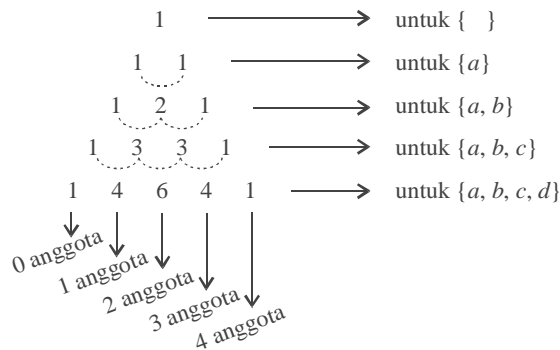 1 untuk { }
1 1 untuk {a}
1 2 1 untuk {a, b}
1 3 3 1 untuk {a, b, c}
1 4 6 4 1 untuk {a, b, c, d}
0 anggota
1 anggota
2 anggota
3 anggota
4 anggota